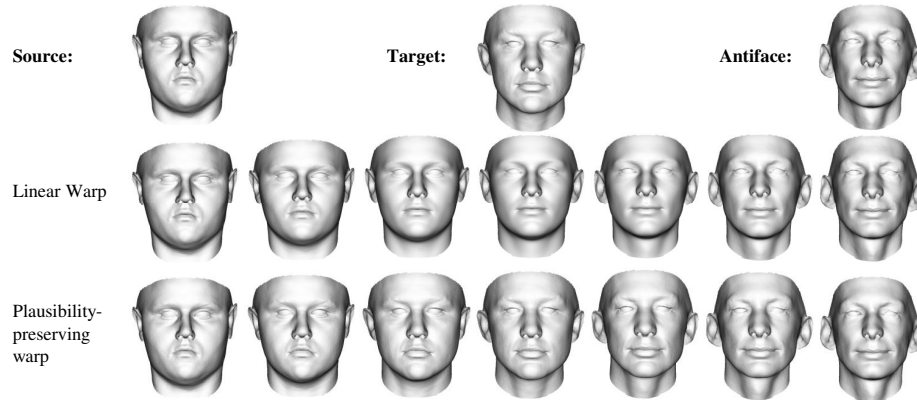 Source:
Target:
Antiface:
Linear Warp
Plausibility-
preserving
warp